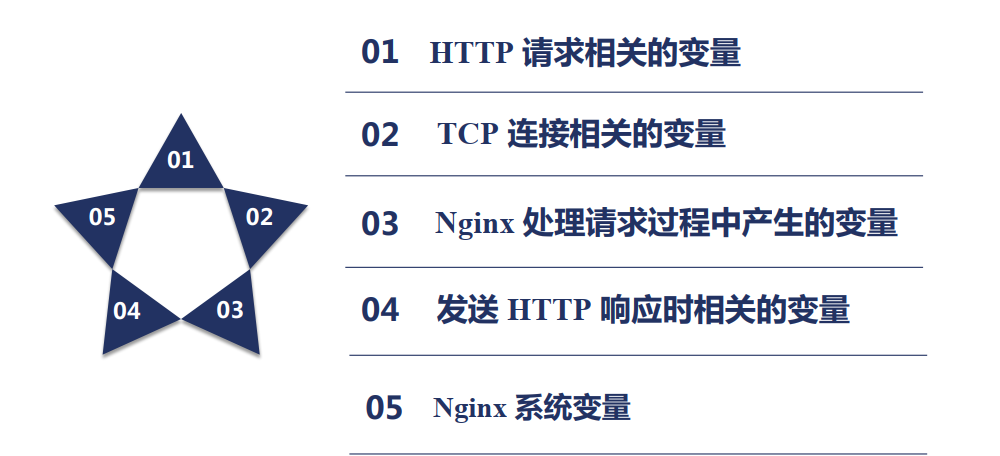 01 HTTP 请求相关的变量
02 TCP 连接相关的变量
03 Nginx 处理请求过程中产生的变量
04 发送 HTTP 响应时相关的变量
05 Nginx 系统变量
01
05
02
04
03